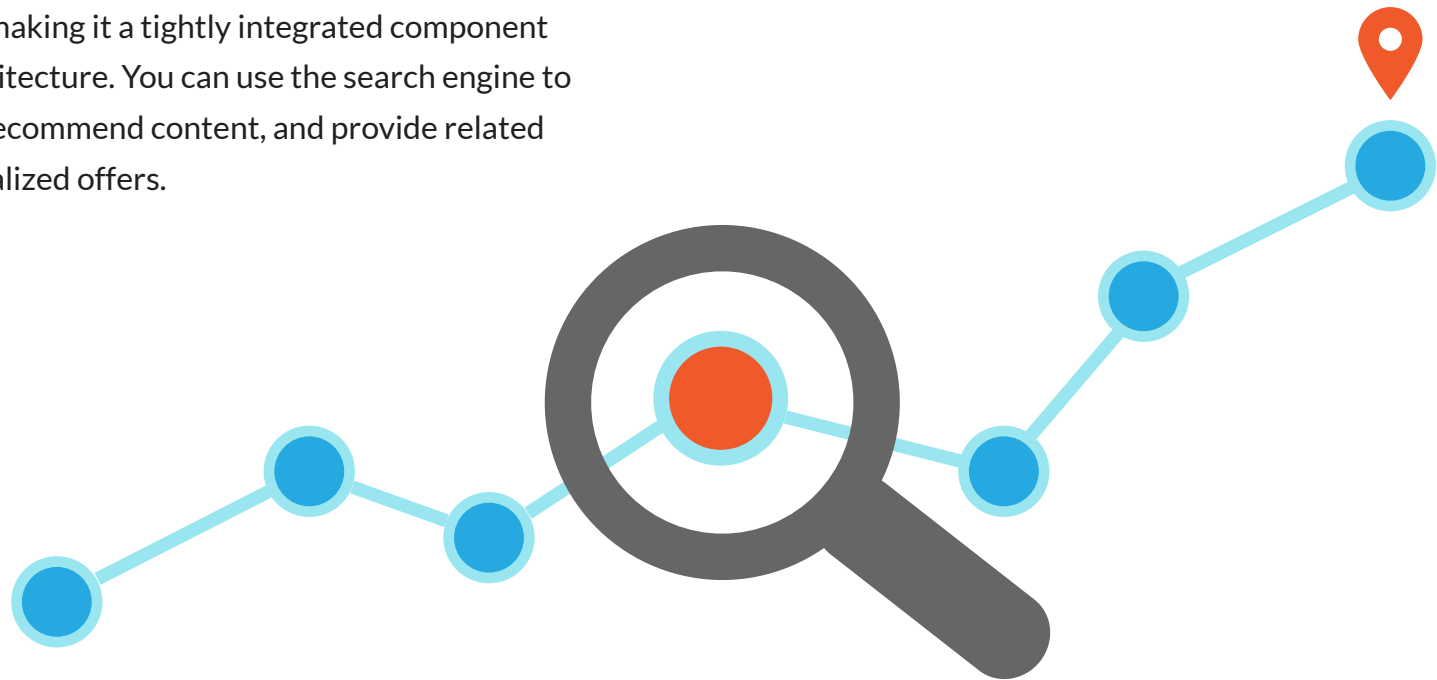 making it a tightly integrated component
itecture. You can use the search engine to
ecommend content, and provide related
alized offers.